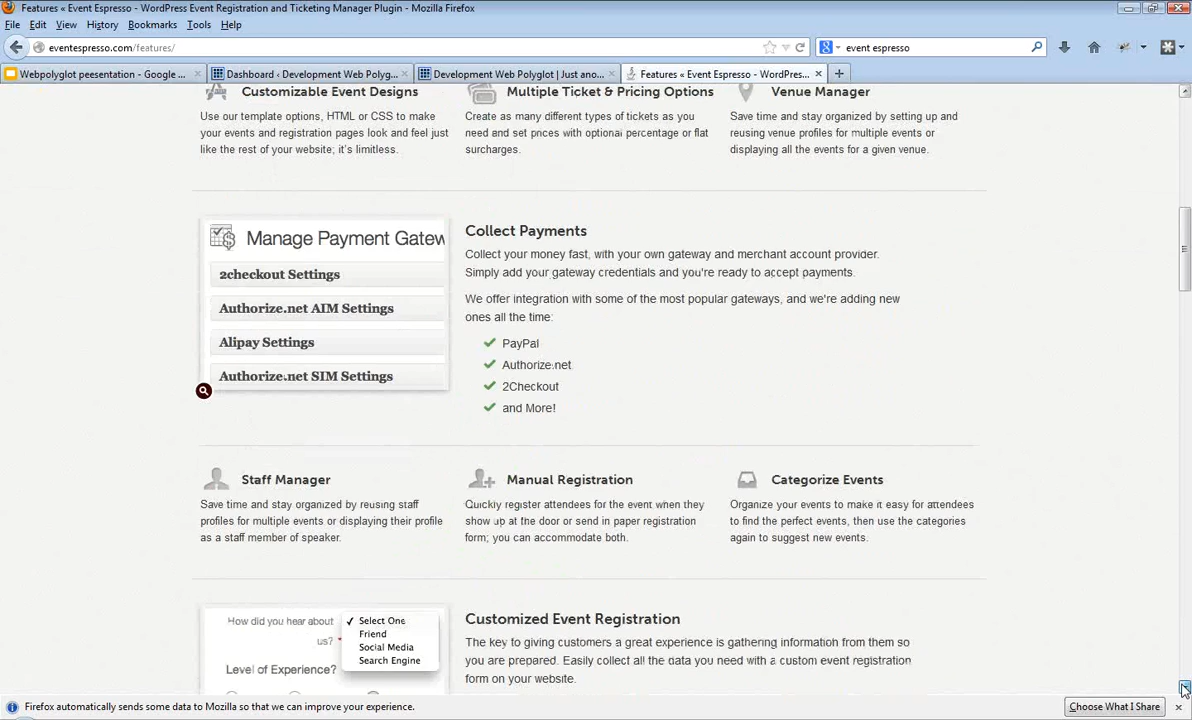 Features « Event Espresso - WordPress Event Registration and Ticketing Manager Plugin - Mozilla Firefox
File Edit View History Bookmarks Tools Help
eventespresso.com/features/
event espresso
Webpolyglot peesentation - Google ...
Dashboard ‹ Development Web Polyg...
Development Web Polyglot | Just ano...
Features « Event Espresso - WordPres...
Customizable Event Designs
Use our template options, HTML or CSS to make
your events and registration pages look and feel just
like the rest of your website; it's limitless.
Multiple Ticket & Pricing Options
Create as many different types of tickets as you
need and set prices with optional percentage or flat
surcharges.
Venue Manager
Save time and stay organized by setting up and
reusing venue profiles for multiple events or
displaying all the events for a given venue.
Manage Payment Gatew
2checkout Settings
Authorize.net AIM Settings
Alipay Settings
Authorize.net SIM Settings
Collect Payments
Collect your money fast, with your own gateway and merchant account provider.
Simply add your gateway credentials and you're ready to accept payments.
We offer integration with some of the most popular gateways, and we're adding new
ones all the time:
PayPal
Authorize.net
2Checkout
and More!
Staff Manager
Save time and stay organized by reusing staff
profiles for multiple events or displaying their profile
as a staff member of speaker.
Manual Registration
Quickly register attendees for the event when they
show up at the door or send in paper registration
form; you can accommodate both.
Categorize Events
Organize your events to make it easy for attendees
to find the perfect events, then use the categories
again to suggest new events.
How did you hear about
us? *
Select One
Friend
Social Media
Search Engine
Level of Experience?
Customized Event Registration
The key to giving customers a great experience is gathering information from them so
you are prepared. Easily collect all the data you need with a custom event registration
form on your website.
Firefox automatically sends some data to Mozilla so that we can improve your experience.
Choose What I Share